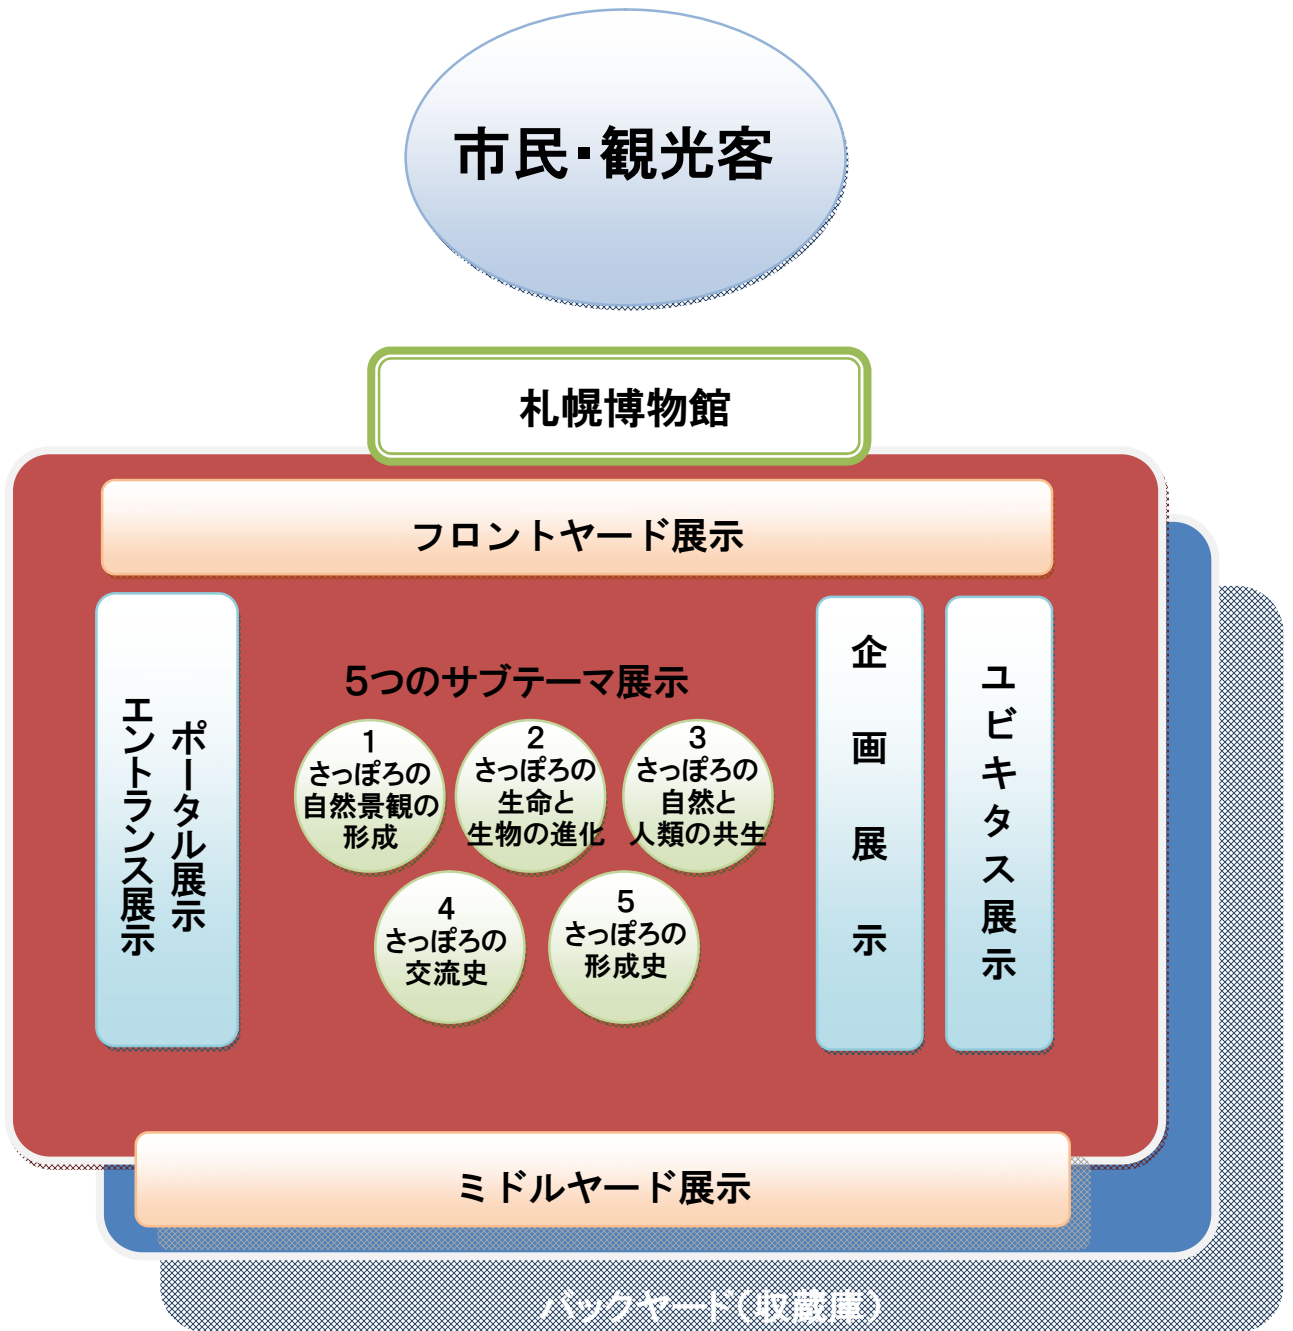 市民・観光客
札幌博物館
フロントヤード展示
ポータル展示
エントランス展示
5つのサブテーマ展示
1
さっぽろの
自然景観の
形成
2
さっぽろの
生命と
生物の進化
3
さっぽろの
自然と
人類の共生
4
さっぽろの
交流史
5
さっぽろの
形成史
企画展示
ユビキタス展示
ミドルヤード展示
バックヤード（収蔵庫）